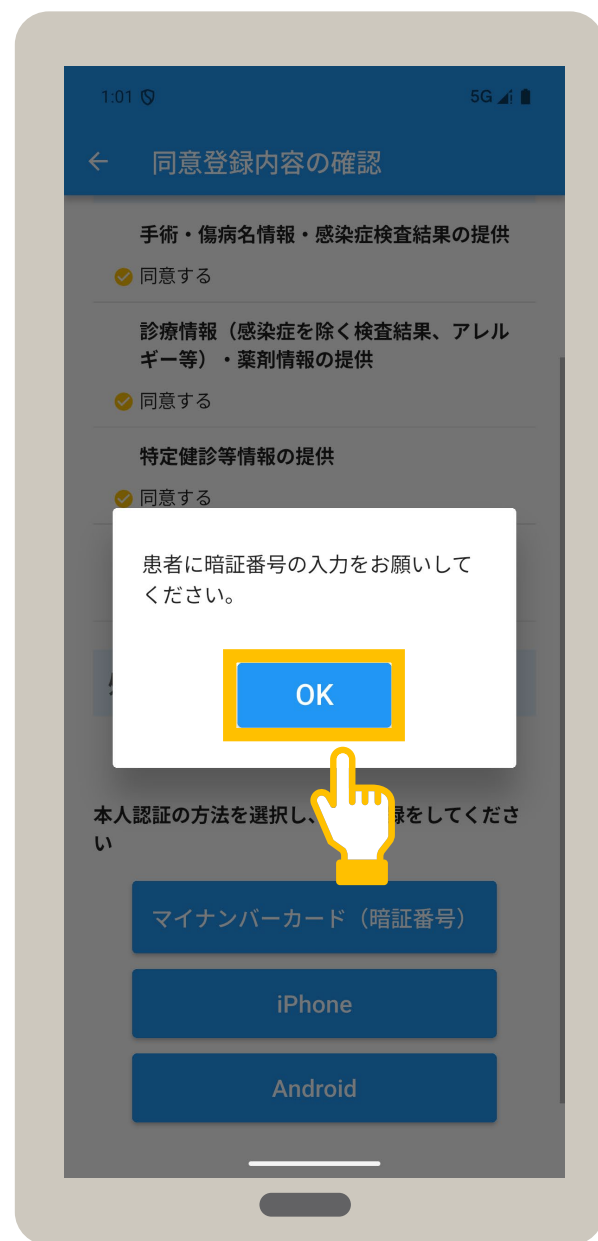 1:01
5G
同意登録内容の確認
手術・傷病名情報・感染症検査結果の提供
同意する
診療情報（感染症を除く検査結果、アレル
ギー等）・薬剤情報の提供
同意する
特定健診等情報の提供
同意する
患者に暗証番号の入力をお願いして
ください。
OK
本人認証の方法を選択し、録をしてくださ
い
マイナンバーカード（暗証番号）
iPhone
Android